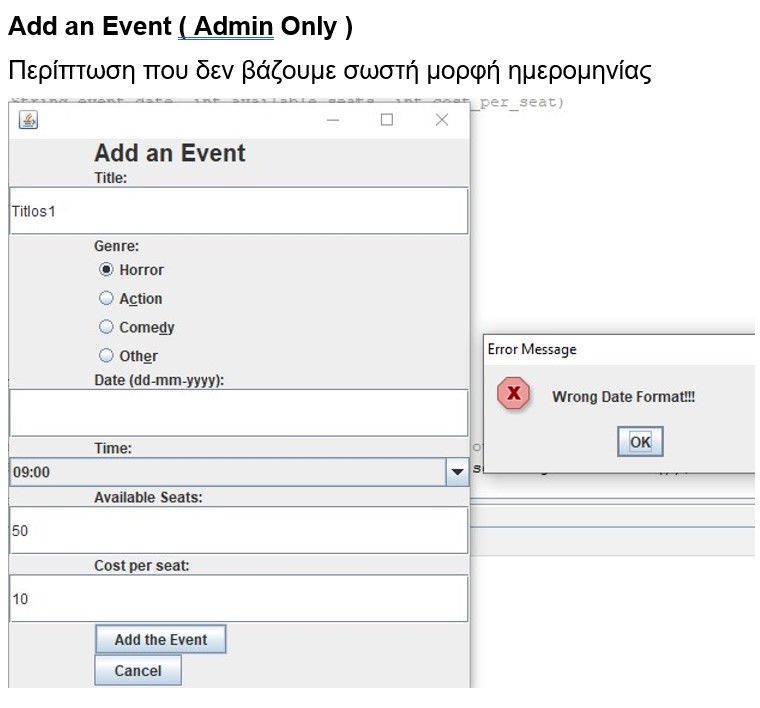 Add an Event ( Admin Only )
Περίπτωση που δεν βάζουμε σωστή μορφή ημερομηνίας
String event_date, int available_seats, int cost_per_seat)
Add an Event
Title:
Titlos1
Genre:
Horror
Action
Comedy
Other
Date (dd-mm-yyyy):
Time:
09:00
Available Seats:
50
Cost per seat:
10
Add the Event
Cancel
Error Message
Wrong Date Format!!!
OK